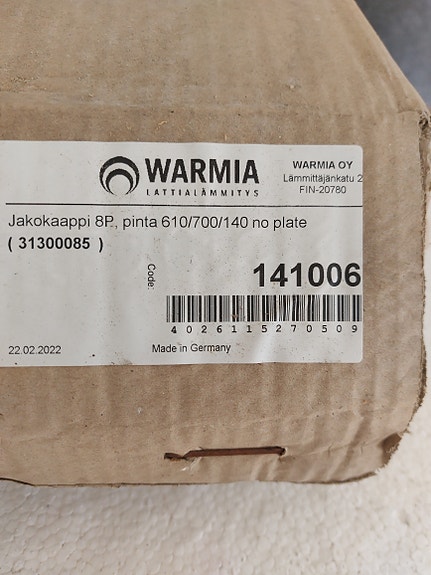 WARMIA
LATTIALÄMMITYS
WARMIA OY
Lämmittäjänkatu 2
FIN-20780
Jakokaappi 8P., pinta 610/700/140 no plate
( 31300085 )
Code:
141006
4026115270509
22.02.2022
Made in Germany